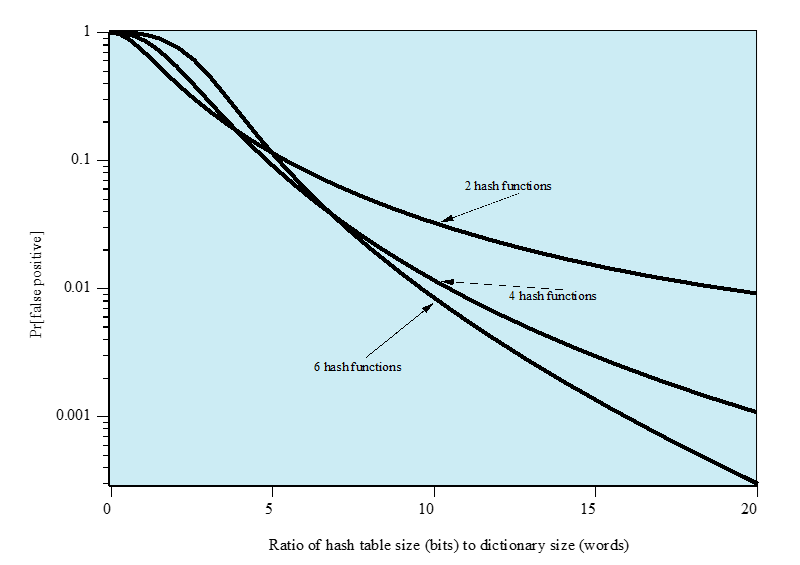 1
0.1
0.01
0.001
Pr[false positive]
2 hash functions
4 hash functions
6 hash functions
0 5 10 15 20
Ratio of hash table size (bits) to dictionary size (words)